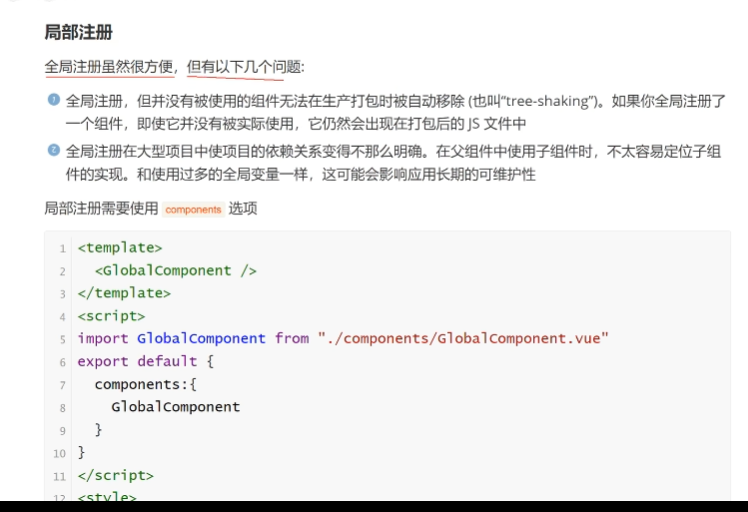 局部注册
全局注册虽然很方便，但有以下几个问题:
1 全局注册，但并没有被使用的组件无法在生产打包时被自动移除 (也叫“tree-shaking”)。如果你全局注册了
一个组件，即使它并没有被实际使用，它仍然会出现在打包后的 JS 文件中
2 全局注册在大型项目中使项目的依赖关系变得不那么明确。在父组件中使用子组件时，不太容易定位子组
件的实现。和使用过多的全局变量一样，这可能会影响应用长期的可维护性
局部注册需要使用 components 选项
1 <template>
2   <GlobalComponent />
3 </template>
4 <script>
5 import GlobalComponent from "./components/GlobalComponent.vue"
6 export default {
7   components:{
8     GlobalComponent
9   }
10 }
11 </script>
12 <style>